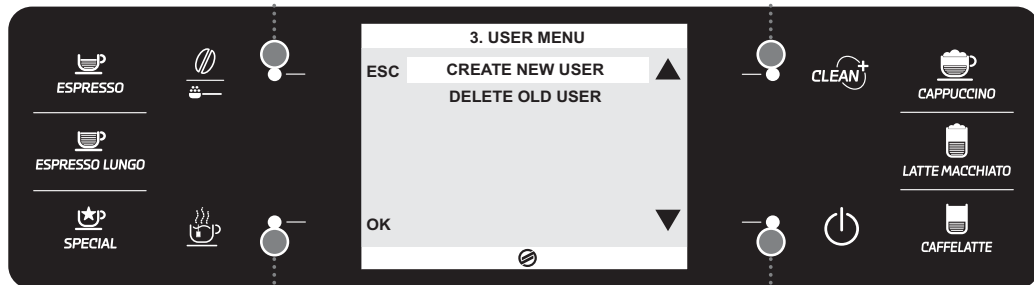 ESPRESSO
ESPRESSO LUNGO
SPECIAL
3. USER MENU
ESC
CREATE NEW USER
DELETE OLD USER
OK
CLEAN+
CAPPUCCINO
LATTE MACCHIATO
CAFFELATTE